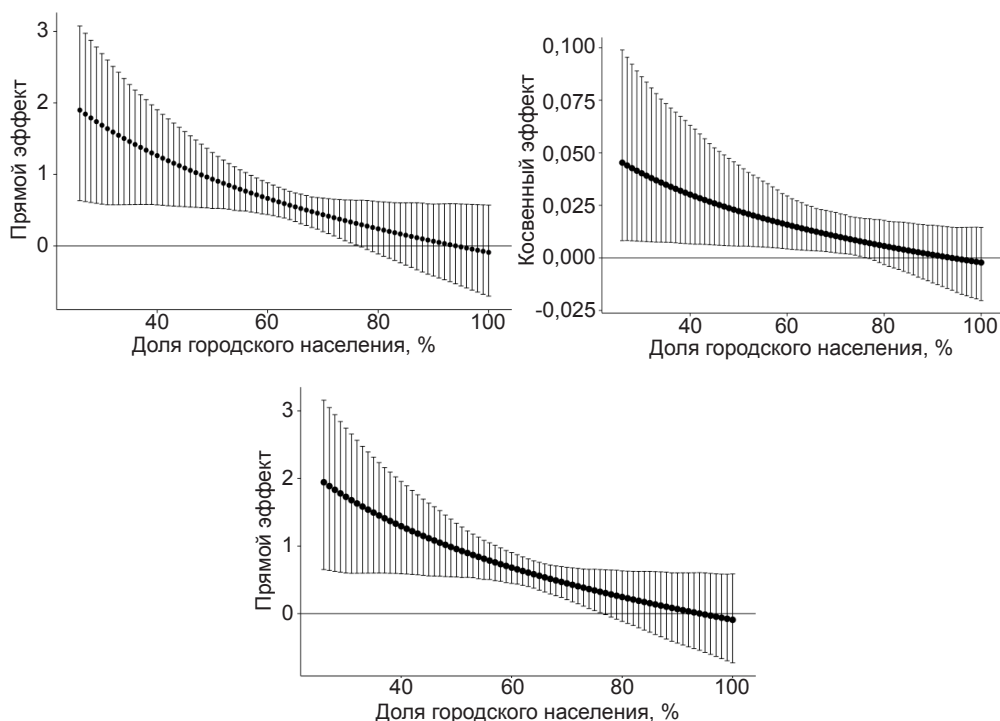 3
2
1
0
Прямой эффект
40 60 80 100
Доля городского населения, %
0,100
0,075
0,050
0,025
0,000
-0,025
Косвенный эффект
40 60 80 100
Доля городского населения, %
3
2
1
0
Прямой эффект
40 60 80 100
Доля городского населения, %